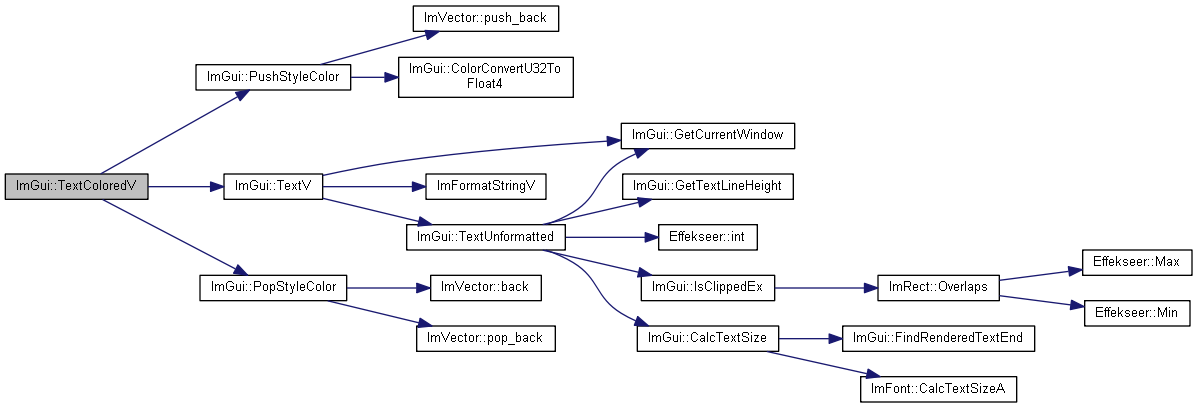 ImVector::push_back
ImGui::PushStyleColor
ImGui::ColorConvertU32To
Float4
ImGui::GetCurrentWindow
ImGui::TextColoredV
ImGui::TextV
ImFormatStringV
ImGui::GetTextLineHeight
ImGui::TextUnformatted
Effekseer::int
Effekseer::Max
ImGui::PopStyleColor
ImVector::back
ImGui::IsClippedEx
ImRect::Overlaps
Effekseer::Min
ImVector::pop_back
ImGui::CalcTextSize
ImGui::FindRenderedTextEnd
ImFont::CalcTextSizeA